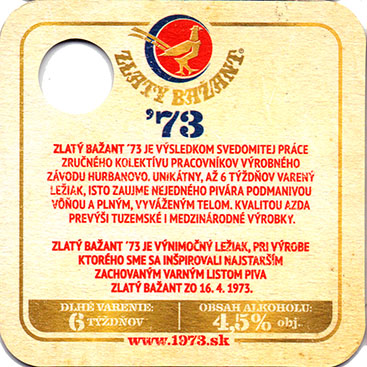 ZLATÝ BAŽANT®
'73
ZLATÝ BAŽANT '73 JE VÝSLEDKOM SVEDOMITEJ PRÁCE
ZRUČNÉHO KOLEKTÍVU PRACOVNÍKOV VÝROBNÉHO
ZÁVODU HURBANOVO. UNIKÁTNY, AŽ 6 TÝŽDŇOV VARENÝ
LEŽIAK, ISTO ZAUJME NEJEDNÉHO PIVÁRA PODMANIVOU
VÔŇOU A PLNÝM, VYVÁŽENÝM TELOM. KVALITOU AZDA
PREVÝŠI TUZEMSKÉ I MEDZINÁRODNÉ VÝROBKY.
ZLATÝ BAŽANT '73 JE VÝNIMOČNÝ LEŽIAK, PRI VÝROBE
KTORÉHO SME SA INŠPIROVALI NAJSTARŠÍM
ZACHOVANÝM VARNÝM LISTOM PIVA
ZLATÝ BAŽANT ZO 16. 4. 1973.
DLHÉ VARENIE:
6 TÝŽDŇOV
OBSAH ALKOHOLU:
4,5% obj.
www.1973.sk